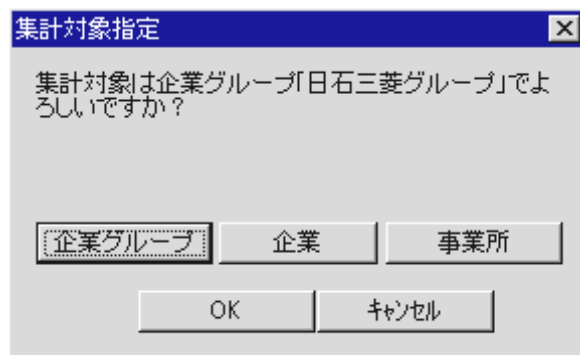 集計対象指定
集計対象は企業グループ「日石三菱グループ」でよ
ろしいですか？
企業グループ 企業 事業所
OK ｷｬﾝｾﾙ